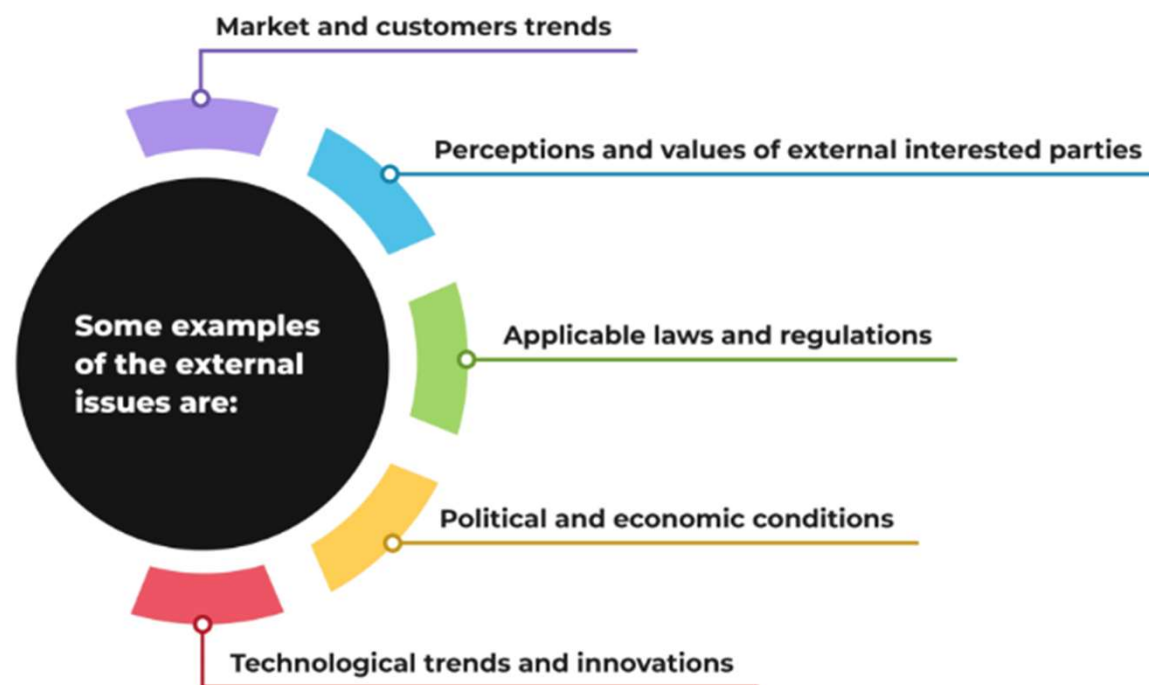 Market and customers trends
Perceptions and values of external interested parties
Some examples
of the external
issues are:
Applicable laws and regulations
Political and economic conditions
Technological trends and innovations